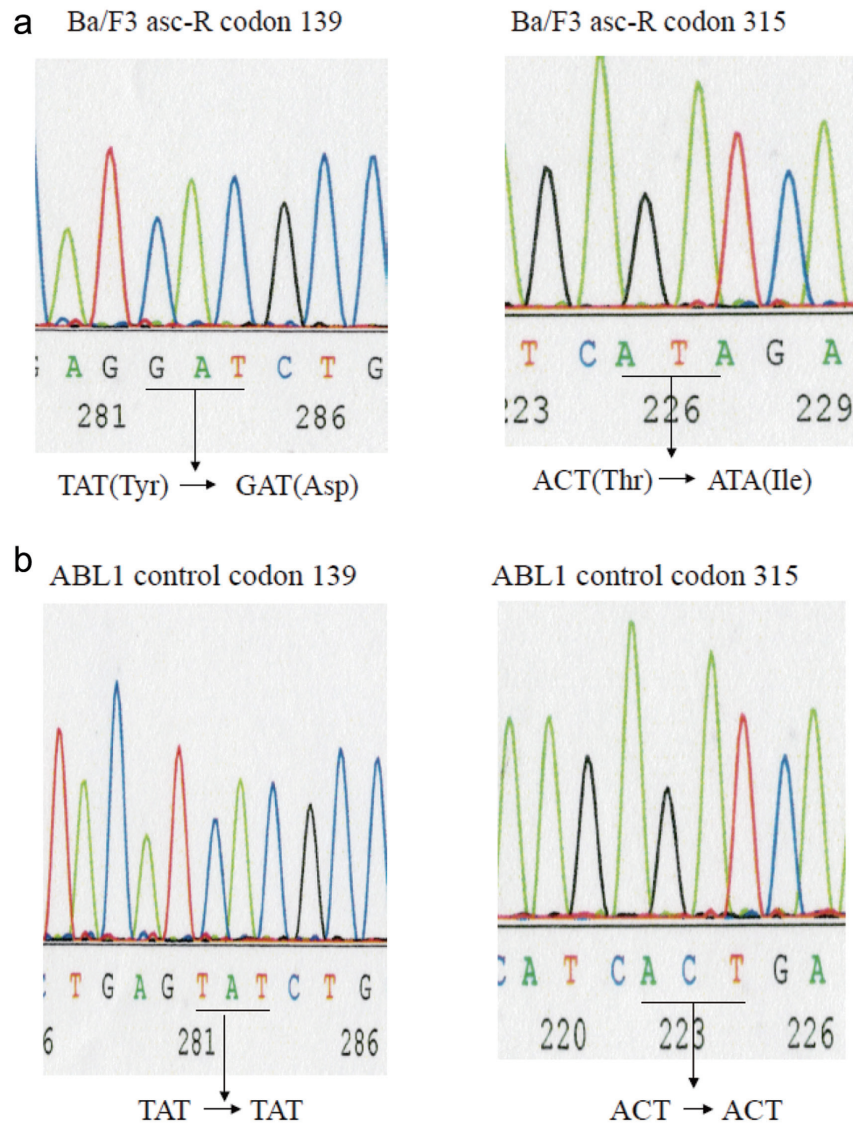 a
Ba/F3 asc-R codon 139
Ba/F3 asc-R codon 315
A G G A T C T G
281 286
T C A T A G A
223 226 229
TAT(Tyr) → GAT(Asp)
ACT(Thr) → ATA(Ile)
b
ABL1 control codon 139
ABL1 control codon 315
T G A G T A T C T G
6 281 286
C A T C A C T G A
220 223 226
TAT → TAT
ACT → ACT